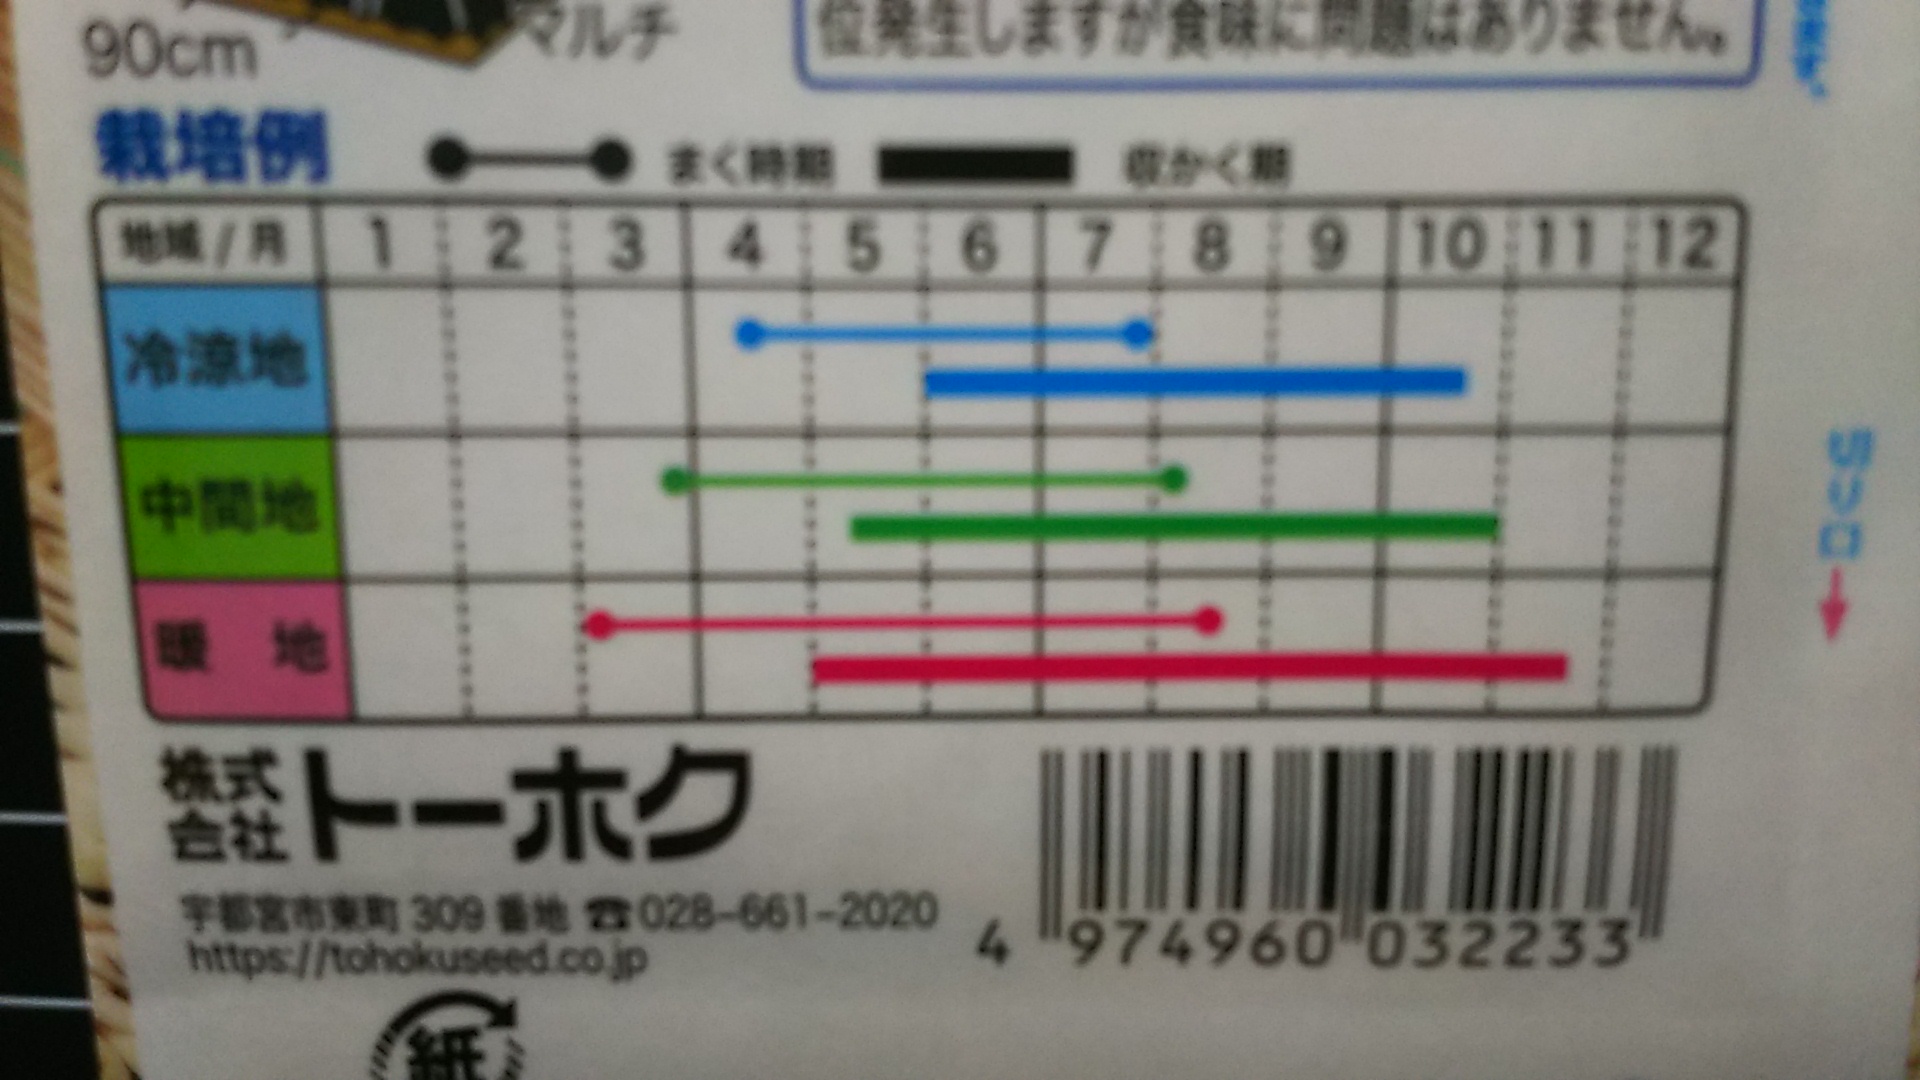 90cm
マルチ
位発生しますが食味に問題はありません。
栽培例
まく時期
収かく期
地域/月 1 2 3 4 5 6 7 8 9 10 11 12
冷涼地
中間地
暖 地
切り口
株式会社トーホク
宇都宮市東町 309 番地 ☎028-661-2020
https://tohokuseed.co.jp
4 974960 032233
紙